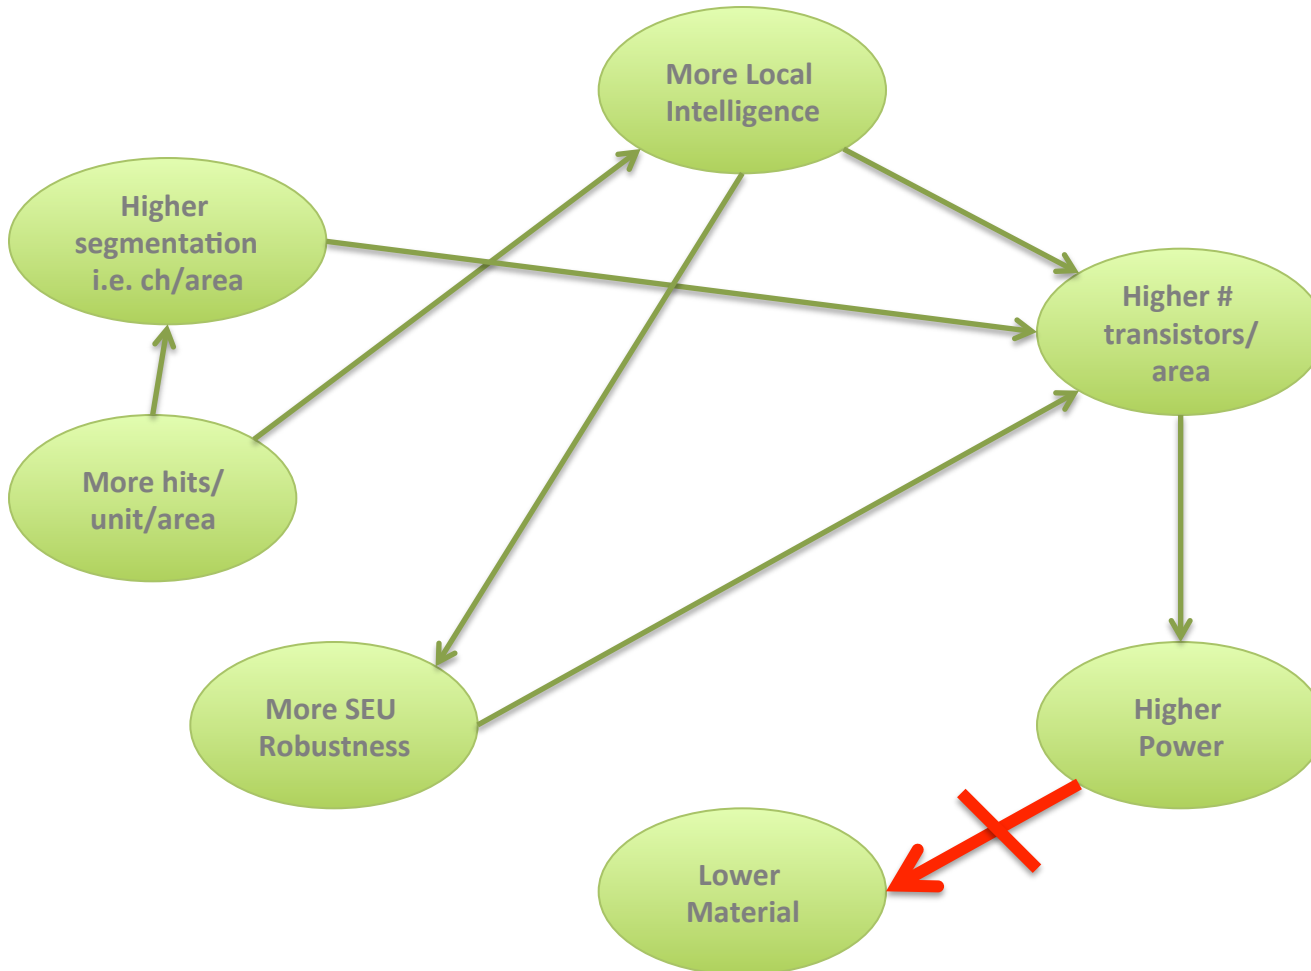 More Local
Intelligence
Higher
segmentation
i.e. ch/area
Higher #
transistors/
area
More hits/
unit/area
More SEU
Robustness
Higher
Power
Lower
Material